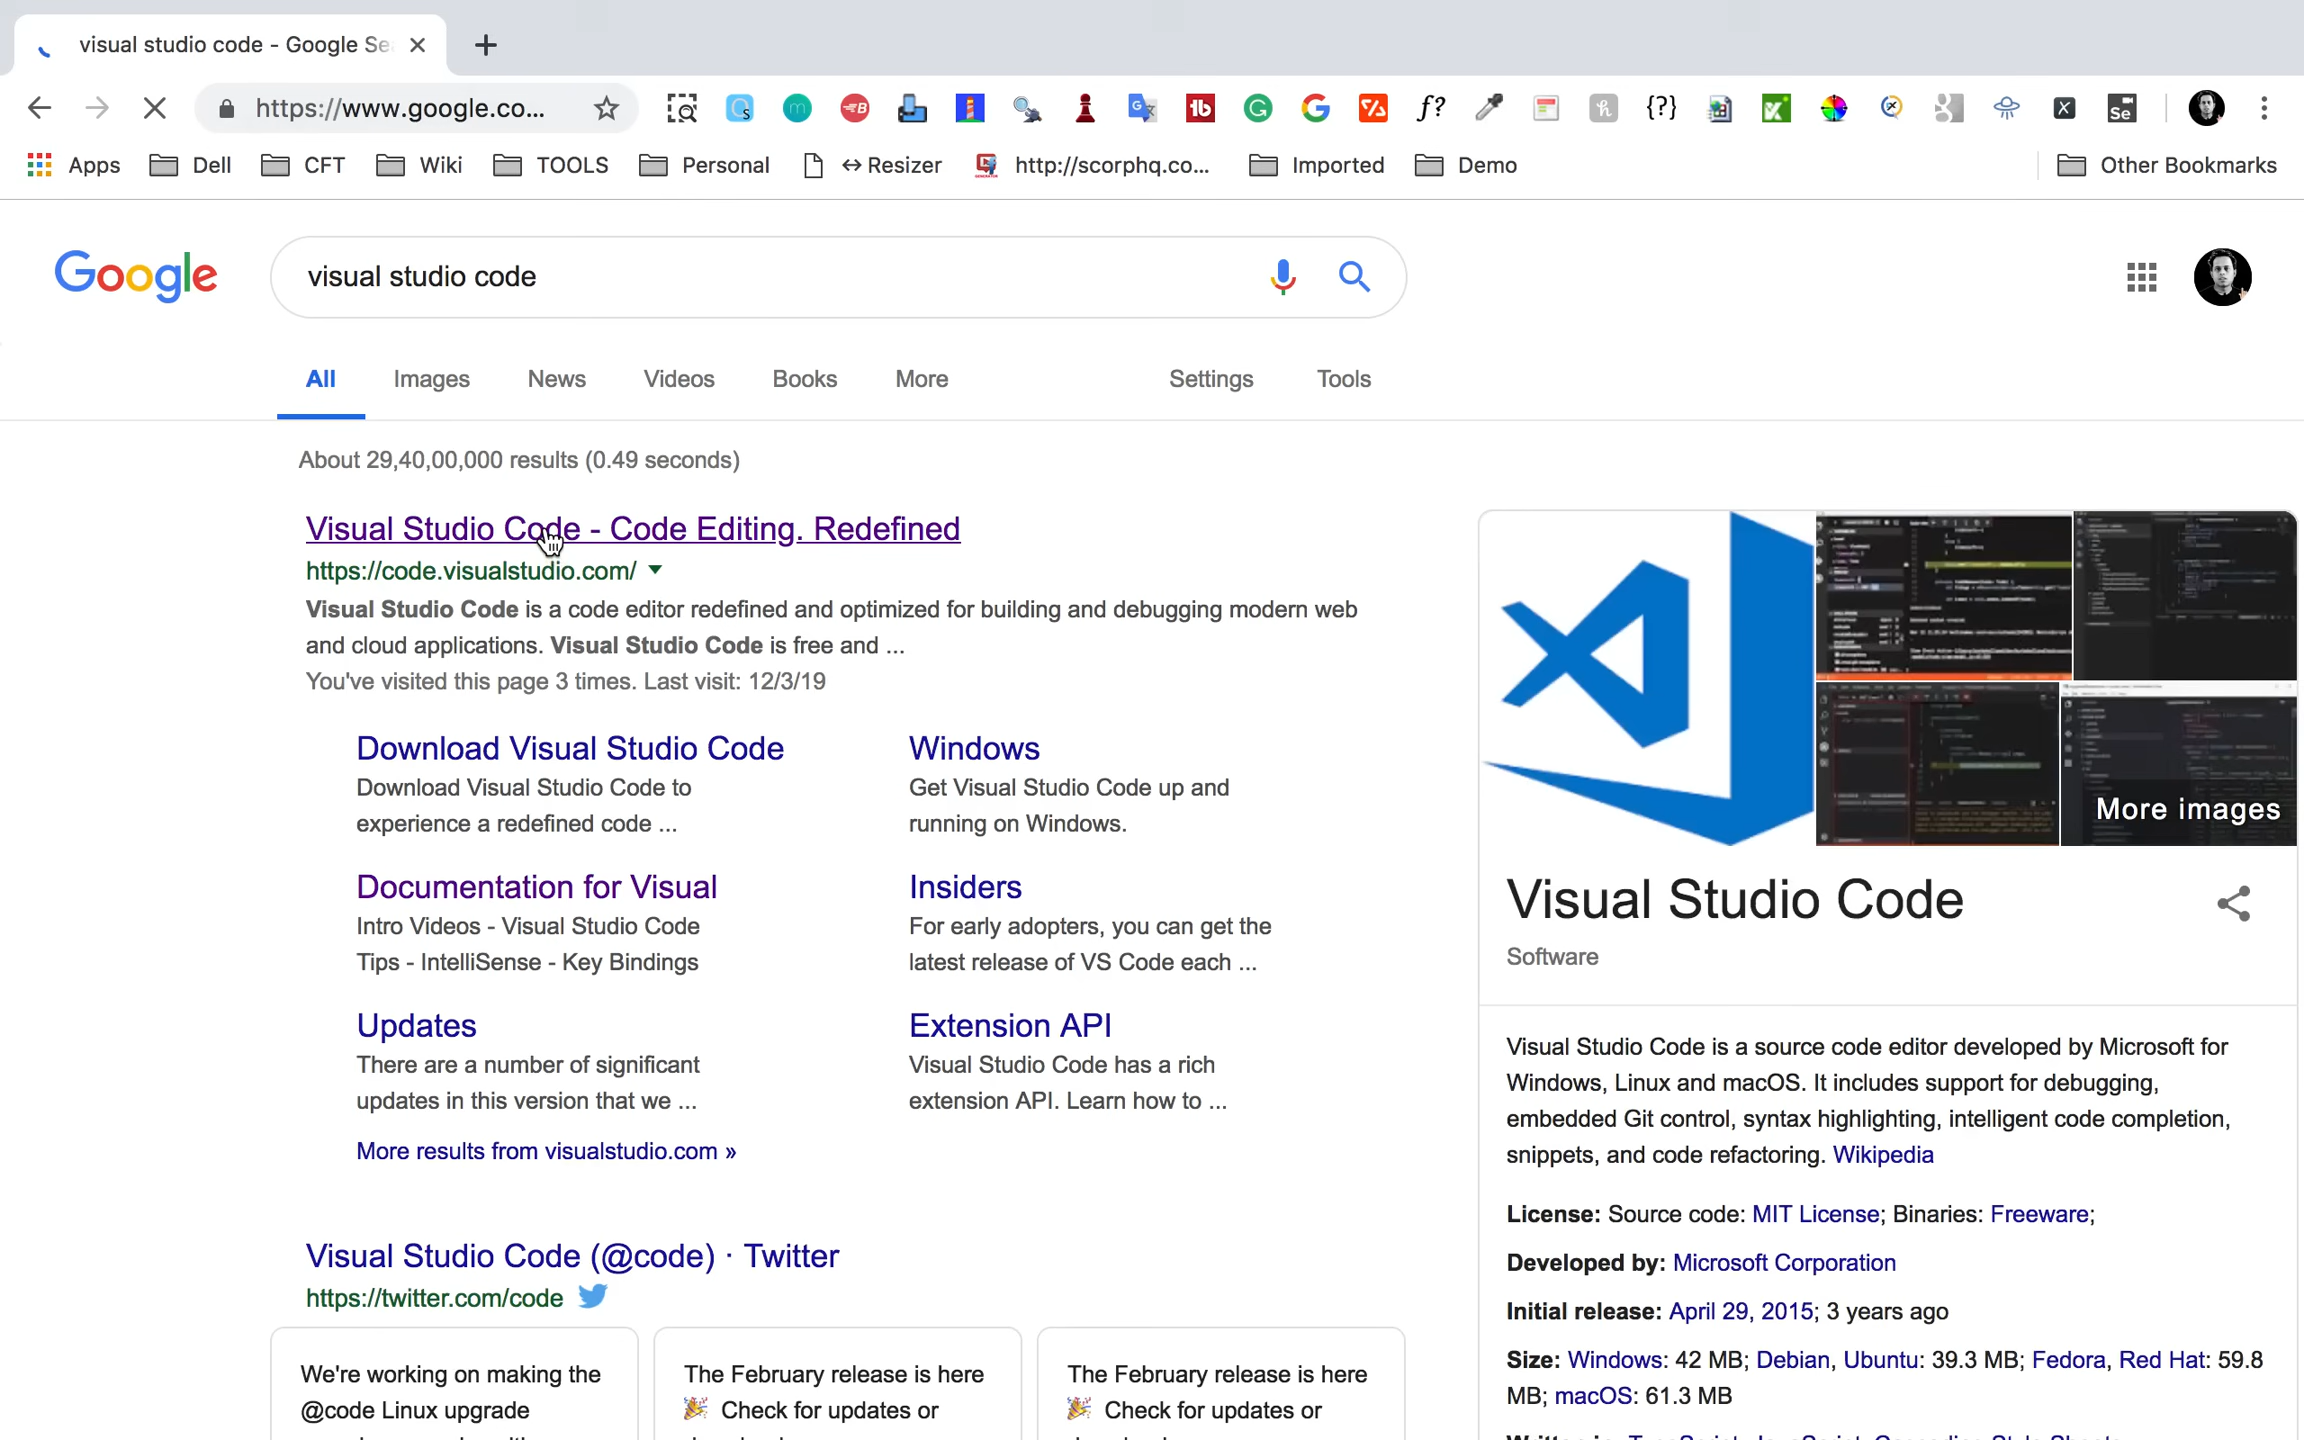 visual studio code - Google Se
https://www.google.co...
Apps
Dell
CFT
Wiki
TOOLS
Personal
↔ Resizer
http://scorphq.co...
Imported
Demo
Other Bookmarks
Google
visual studio code
All
Images
News
Videos
Books
More
Settings
Tools
About 29,40,00,000 results (0.49 seconds)
Visual Studio Code - Code Editing. Redefined
https://code.visualstudio.com/
Visual Studio Code is a code editor redefined and optimized for building and debugging modern web
and cloud applications. Visual Studio Code is free and ...
You've visited this page 3 times. Last visit: 12/3/19
Download Visual Studio Code
Download Visual Studio Code to
experience a redefined code ...
Windows
Get Visual Studio Code up and
running on Windows.
Documentation for Visual
Intro Videos - Visual Studio Code
Tips - IntelliSense - Key Bindings
Insiders
For early adopters, you can get the
latest release of VS Code each ...
Updates
There are a number of significant
updates in this version that we ...
Extension API
Visual Studio Code has a rich
extension API. Learn how to ...
More results from visualstudio.com »
Visual Studio Code (@code) · Twitter
https://twitter.com/code
We're working on making the
@code Linux upgrade
The February release is here
🎉 Check for updates or
The February release is here
🎉 Check for updates or
More images
Visual Studio Code
Software
Visual Studio Code is a source code editor developed by Microsoft for
Windows, Linux and macOS. It includes support for debugging,
embedded Git control, syntax highlighting, intelligent code completion,
snippets, and code refactoring. Wikipedia
License: Source code: MIT License; Binaries: Freeware;
Developed by: Microsoft Corporation
Initial release: April 29, 2015; 3 years ago
Size: Windows: 42 MB; Debian, Ubuntu: 39.3 MB; Fedora, Red Hat: 59.8
MB; macOS: 61.3 MB